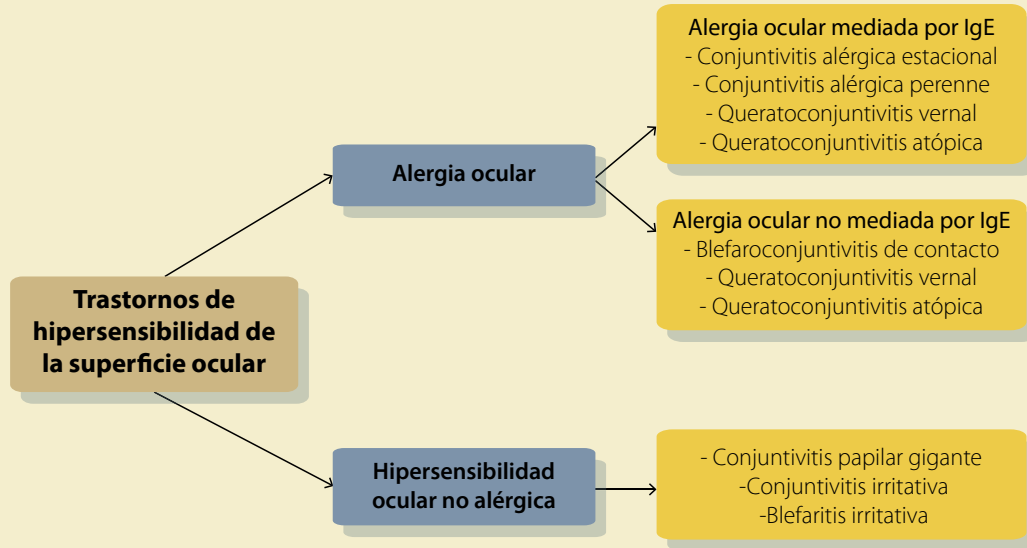 Trastornos de
hipersensibilidad de
la superficie ocular
Alergia ocular
Alergia ocular mediada por IgE
- Conjuntivitis alérgica estacional
- Conjuntivitis alérgica perenne
- Queratoconjuntivitis vernal
- Queratoconjuntivitis atópica
Alergia ocular no mediada por IgE
- Blefaroconjuntivitis de contacto
- Queratoconjuntivitis vernal
- Queratoconjuntivitis atópica
Hipersensibilidad
ocular no alérgica
- Conjuntivitis papilar gigante
-Conjuntivitis irritativa
-Blefaritis irritativa